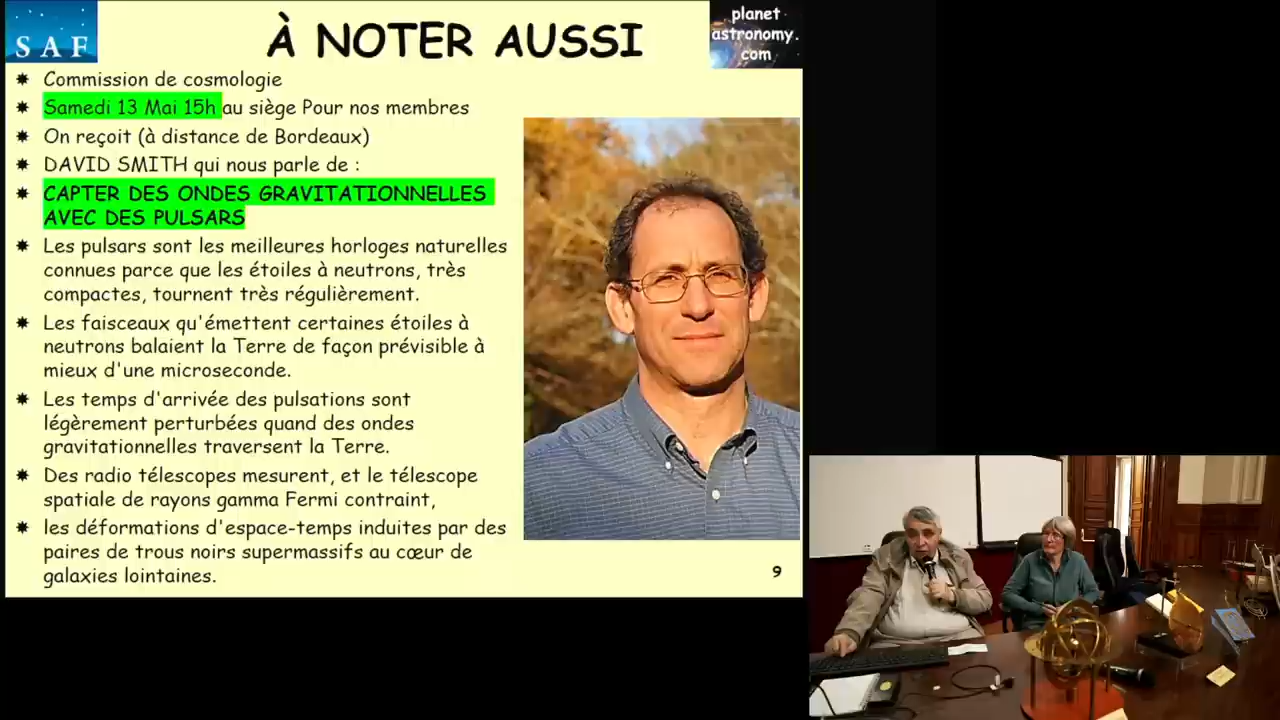 SAF
À NOTER AUSSI
planet
astronomy.
com
Commission de cosmologie
Samedi 13 Mai 15h au siège Pour nos membres
On reçoit (à distance de Bordeaux)
DAVID SMITH qui nous parle de :
CAPTER DES ONDES GRAVITATIONNELLES
AVEC DES PULSARS
Les pulsars sont les meilleures horloges naturelles
connues parce que les étoiles à neutrons, très
compactes, tournent très régulièrement.
Les faisceaux qu'émettent certaines étoiles à
neutrons balaient la Terre de façon prévisible à
mieux d'une microseconde.
Les temps d'arrivée des pulsations sont
légèrement perturbées quand des ondes
gravitationnelles traversent la Terre.
Des radio télescopes mesurent, et le télescope
spatiale de rayons gamma Fermi contraint,
les déformations d'espace-temps induites par des
paires de trous noirs supermassifs au cœur de
galaxies lointaines.
9